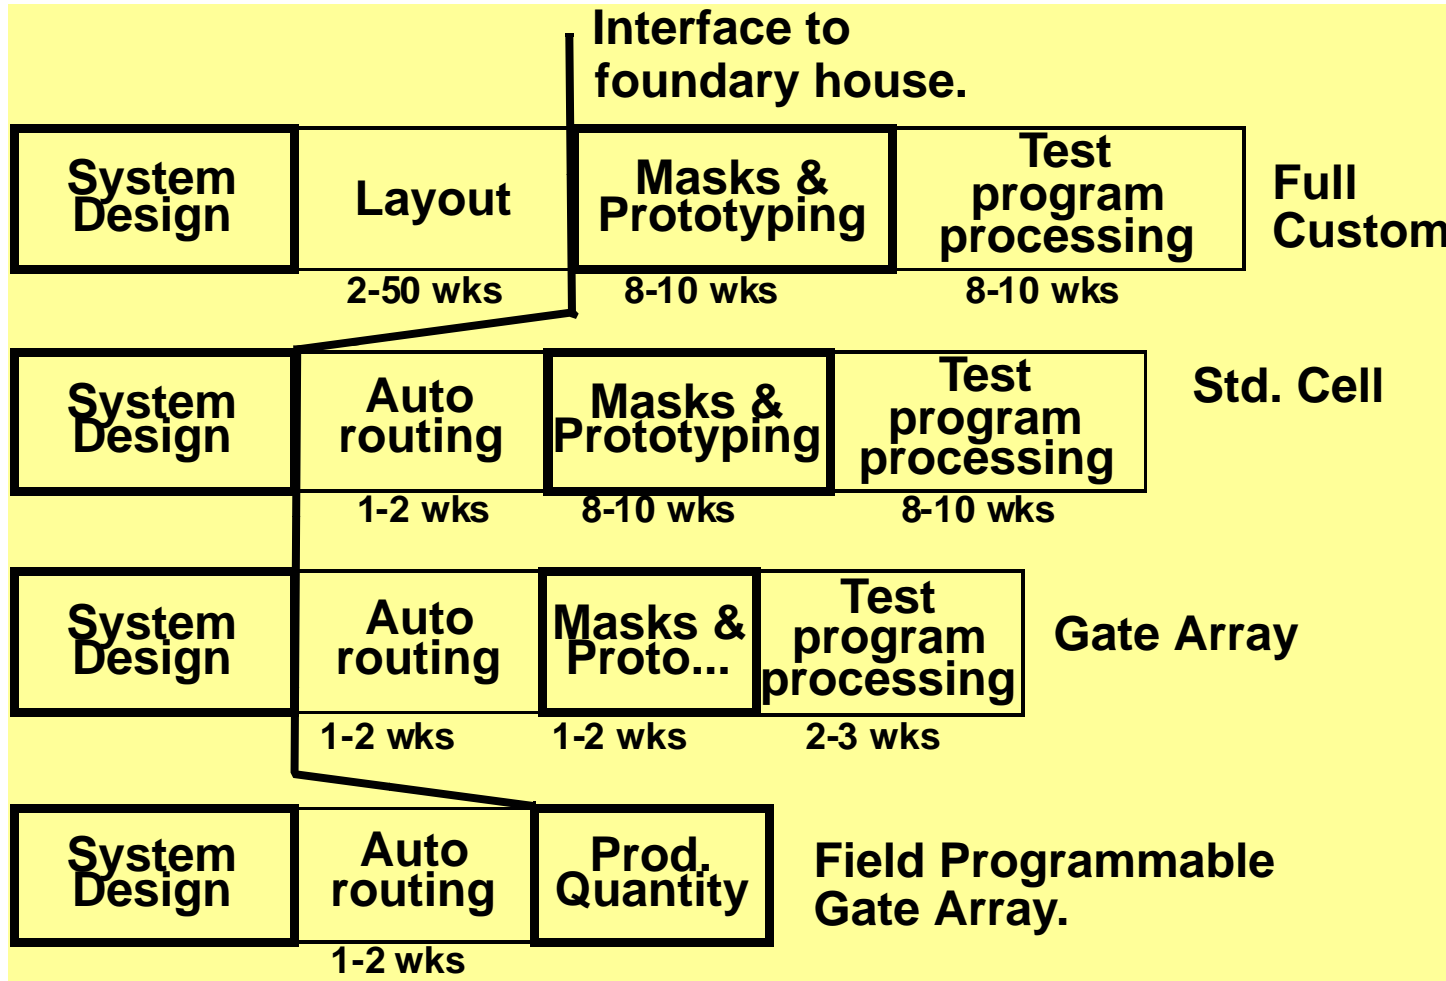 Interface to
foundary house.
System
Design
Layout
Masks &
Prototyping
Test
program
processing
Full
Custom
2-50 wks
8-10 wks
8-10 wks
System
Design
Auto
routing
Masks &
Prototyping
Test
program
processing
Std. Cell
1-2 wks
8-10 wks
8-10 wks
System
Design
Auto
routing
Masks &
Proto...
Test
program
processing
Gate Array
1-2 wks
1-2 wks
2-3 wks
System
Design
Auto
routing
Prod.
Quantity
Field Programmable
Gate Array.
1-2 wks